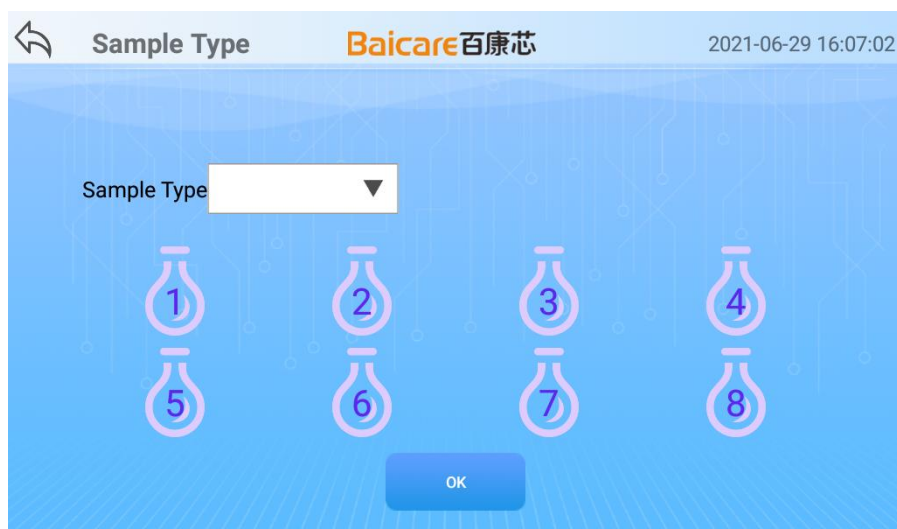 Sample Type Baicare百康芯 2021-06-29 16:07:02
Sample Type
1 2 3 4
5 6 7 8
OK